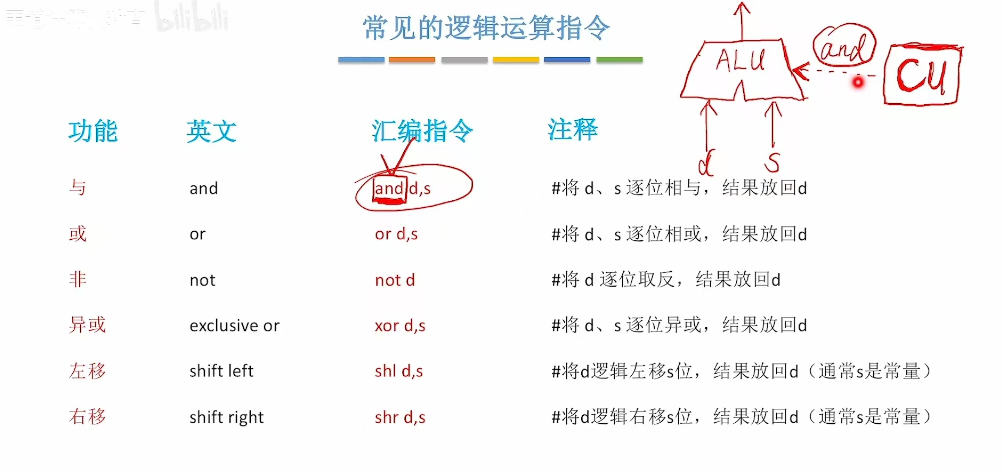 bilibili
常见的逻辑运算指令
ALU
and
CU
d
s
功能 英文 汇编指令 注释
与 and and d,s #将 d、s 逐位相与，结果放回d
或 or or d,s #将 d、s 逐位相或，结果放回d
非 not not d #将 d 逐位取反，结果放回d
异或 exclusive or xor d,s #将 d、s 逐位异或，结果放回d
左移 shift left shl d,s #将d逻辑左移s位，结果放回d（通常s是常量）
右移 shift right shr d,s #将d逻辑右移s位，结果放回d（通常s是常量）